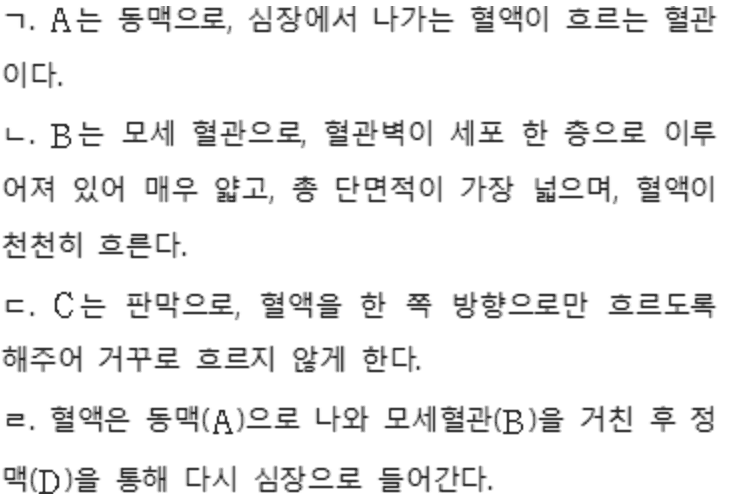 ㄱ. A는 동맥으로, 심장에서 나가는 혈액이 흐르는 혈관
이다.
ㄴ. B는 모세 혈관으로, 혈관벽이 세포 한 층으로 이루
어져 있어 매우 얇고, 총 단면적이 가장 넓으며, 혈액이
천천히 흐른다.
ㄷ. C는 판막으로, 혈액을 한 쪽 방향으로만 흐르도록
해주어 거꾸로 흐르지 않게 한다.
ㄹ. 혈액은 동맥(A)으로 나와 모세혈관(B)을 거친 후 정
맥(D)을 통해 다시 심장으로 들어간다.